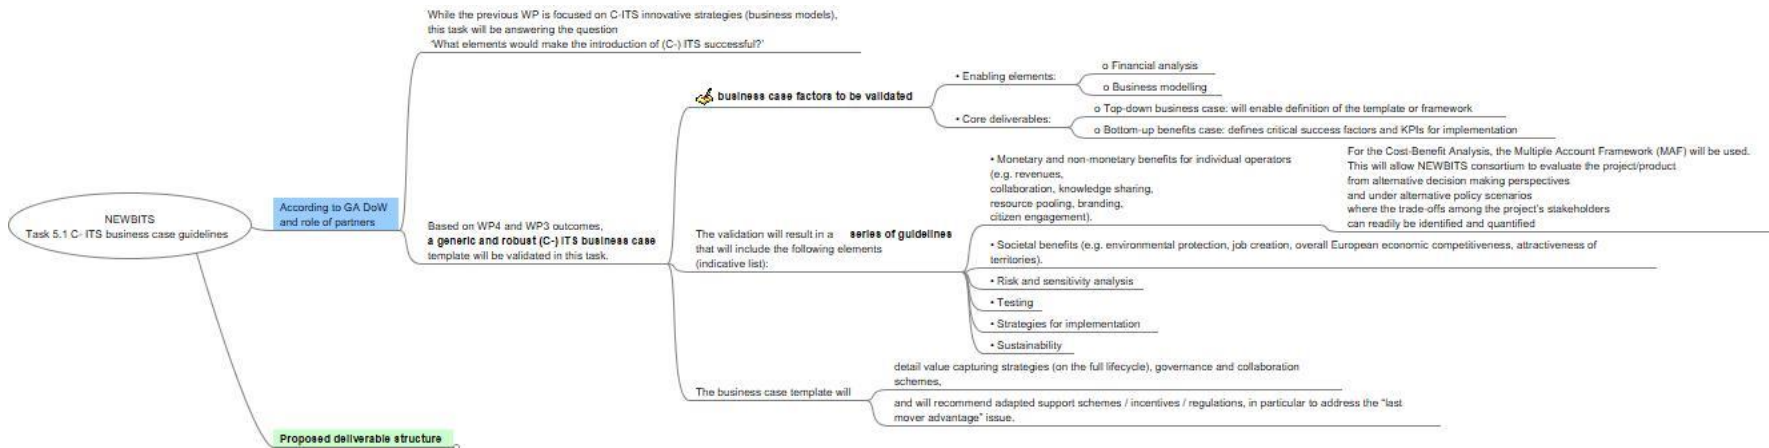 NEWBITS
Task 5.1 C- ITS business case guidelines
According to GA DoW
and role of partners
While the previous WP is focused on C-ITS innovative strategies (business models),
this task will be answering the question
'What elements would make the introduction of (C-) ITS successful?'
Based on WP4 and WP3 outcomes,
a generic and robust (C-) ITS business case
template will be validated in this task.
business case factors to be validated
• Enabling elements:
o Financial analysis
o Business modelling
• Core deliverables:
o Top-down business case: will enable definition of the template or framework
o Bottom-up benefits case: defines critical success factors and KPIs for implementation
The validation will result in a series of guidelines
that will include the following elements
(indicative list):
• Monetary and non-monetary benefits for individual operators
(e.g. revenues,
collaboration, knowledge sharing,
resource pooling, branding,
citizen engagement).
For the Cost-Benefit Analysis, the Multiple Account Framework (MAF) will be used.
This will allow NEWBITS consortium to evaluate the project/product
from alternative decision making perspectives
and under alternative policy scenarios
where the trade-offs among the project's stakeholders
can readily be identified and quantified
• Societal benefits (e.g. environmental protection, job creation, overall European economic competitiveness, attractiveness of
territories).
• Risk and sensitivity analysis
• Testing
• Strategies for implementation
• Sustainability
The business case template will
detail value capturing strategies (on the full lifecycle), governance and collaboration
schemes,
and will recommend adapted support schemes / incentives / regulations, in particular to address the "last
mover advantage" issue.
Proposed deliverable structure